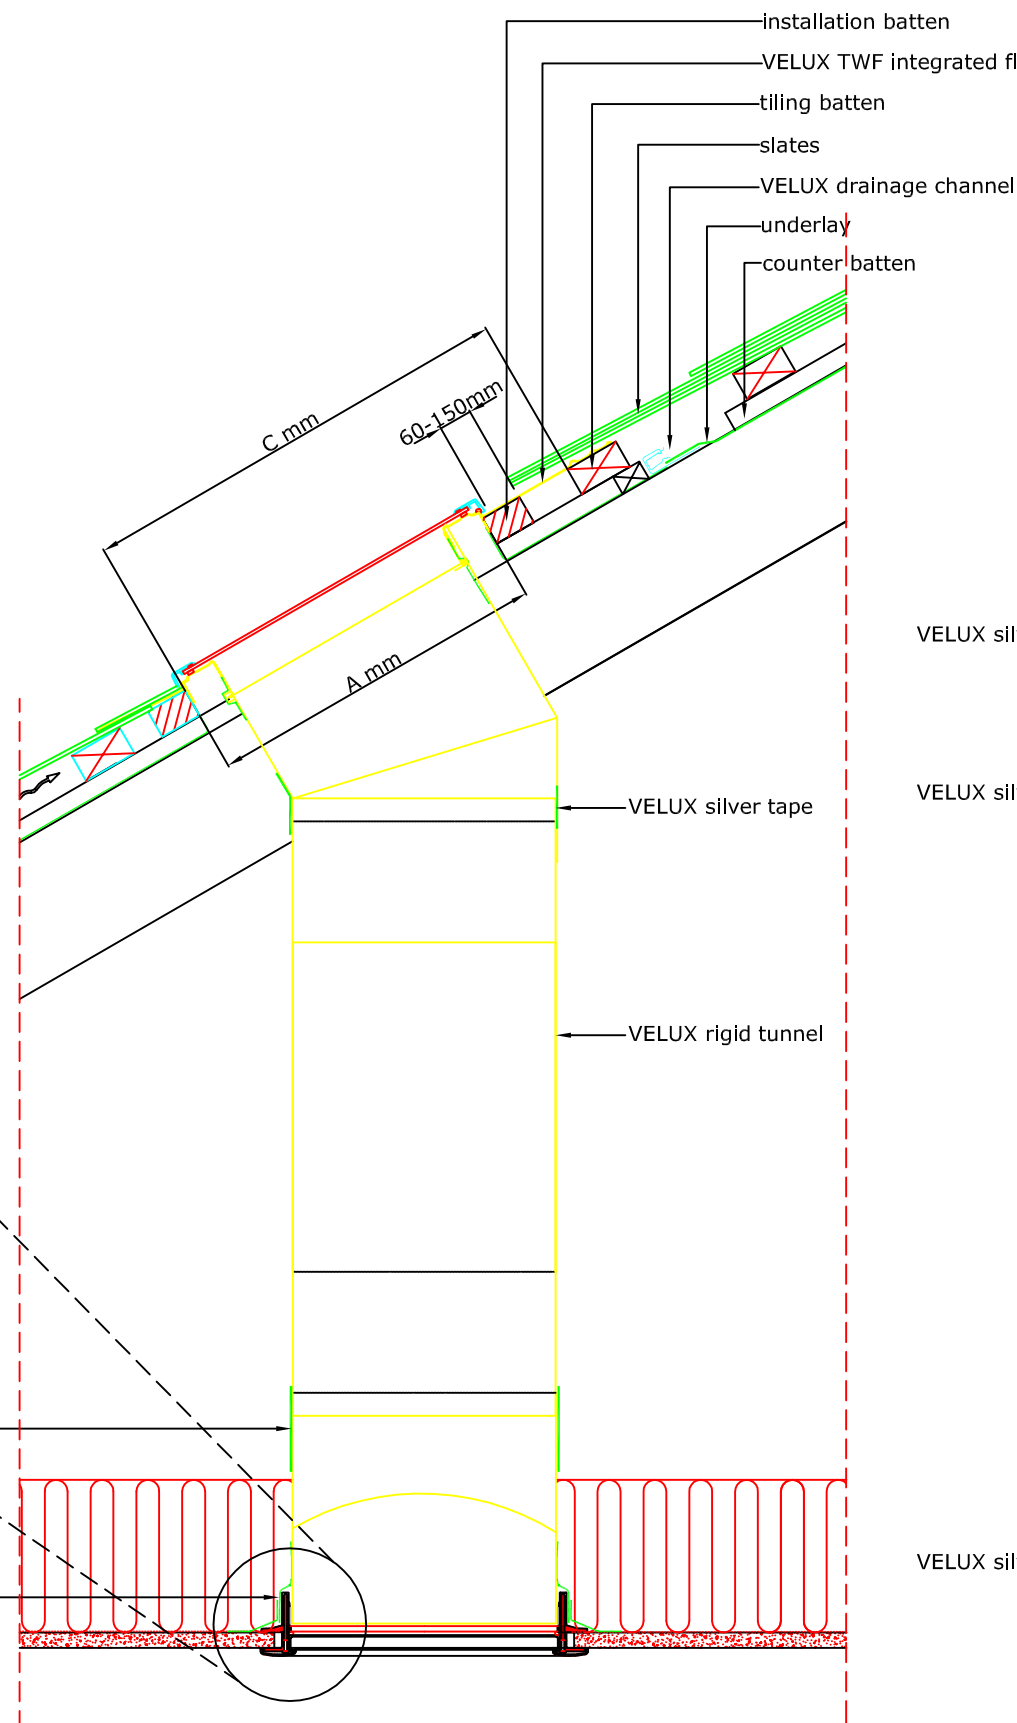 installation batten
VELUX TWF integrated fl
tiling batten
slates
VELUX drainage channel
underlay
counter batten
C mm
60-150mm
A mm
VELUX sil
VELUX silver tape
VELUX sil
VELUX rigid tunnel
VELUX sil